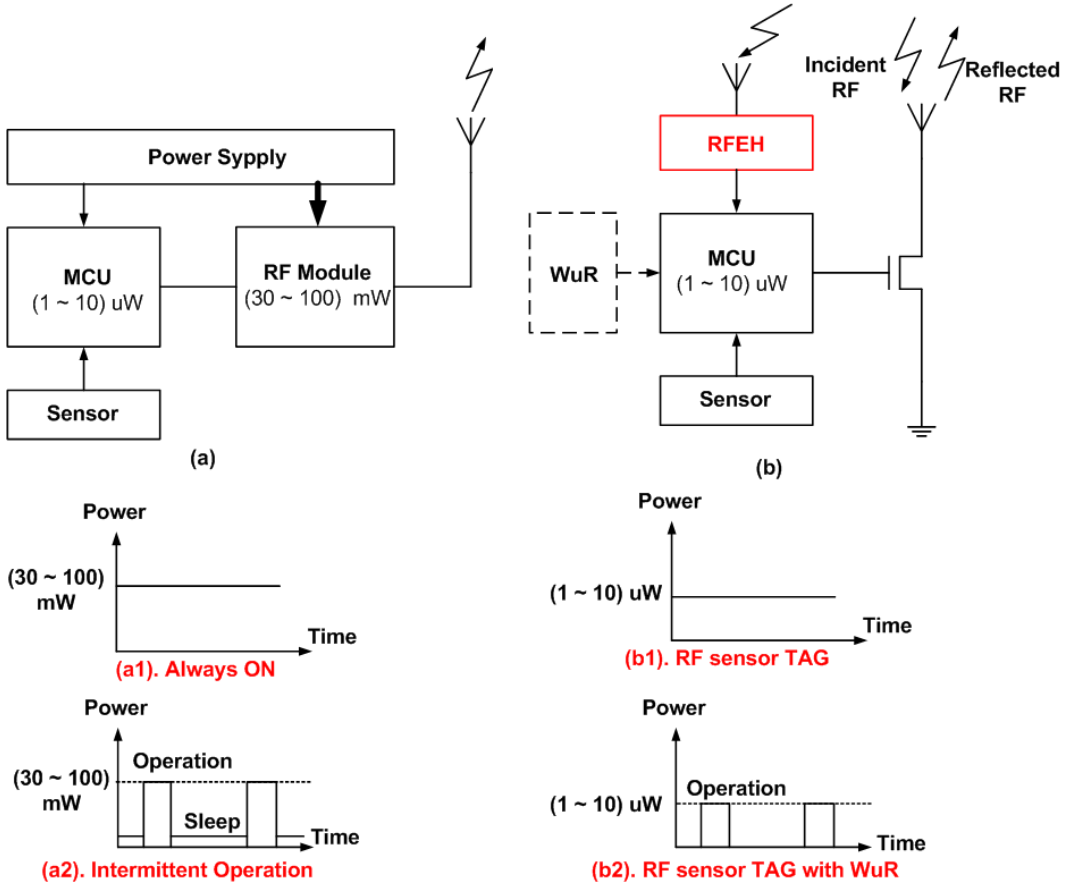 Power Sypply
MCU
(1 ~ 10) uW
RF Module
(30 ~ 100) mW
Sensor
(a)
Incident
RF
Reflected
RF
RFEH
WuR
MCU
(1 ~ 10) uW
Sensor
(b)
Power
(30 ~ 100)
mW
Time
(a1). Always ON
Power
(1 ~ 10) uW
Time
(b1). RF sensor TAG
Power
Operation
(30 ~ 100)
mW
Sleep
Time
(a2). Intermittent Operation
Power
Operation
(1 ~ 10) uW
Time
(b2). RF sensor TAG with WuR